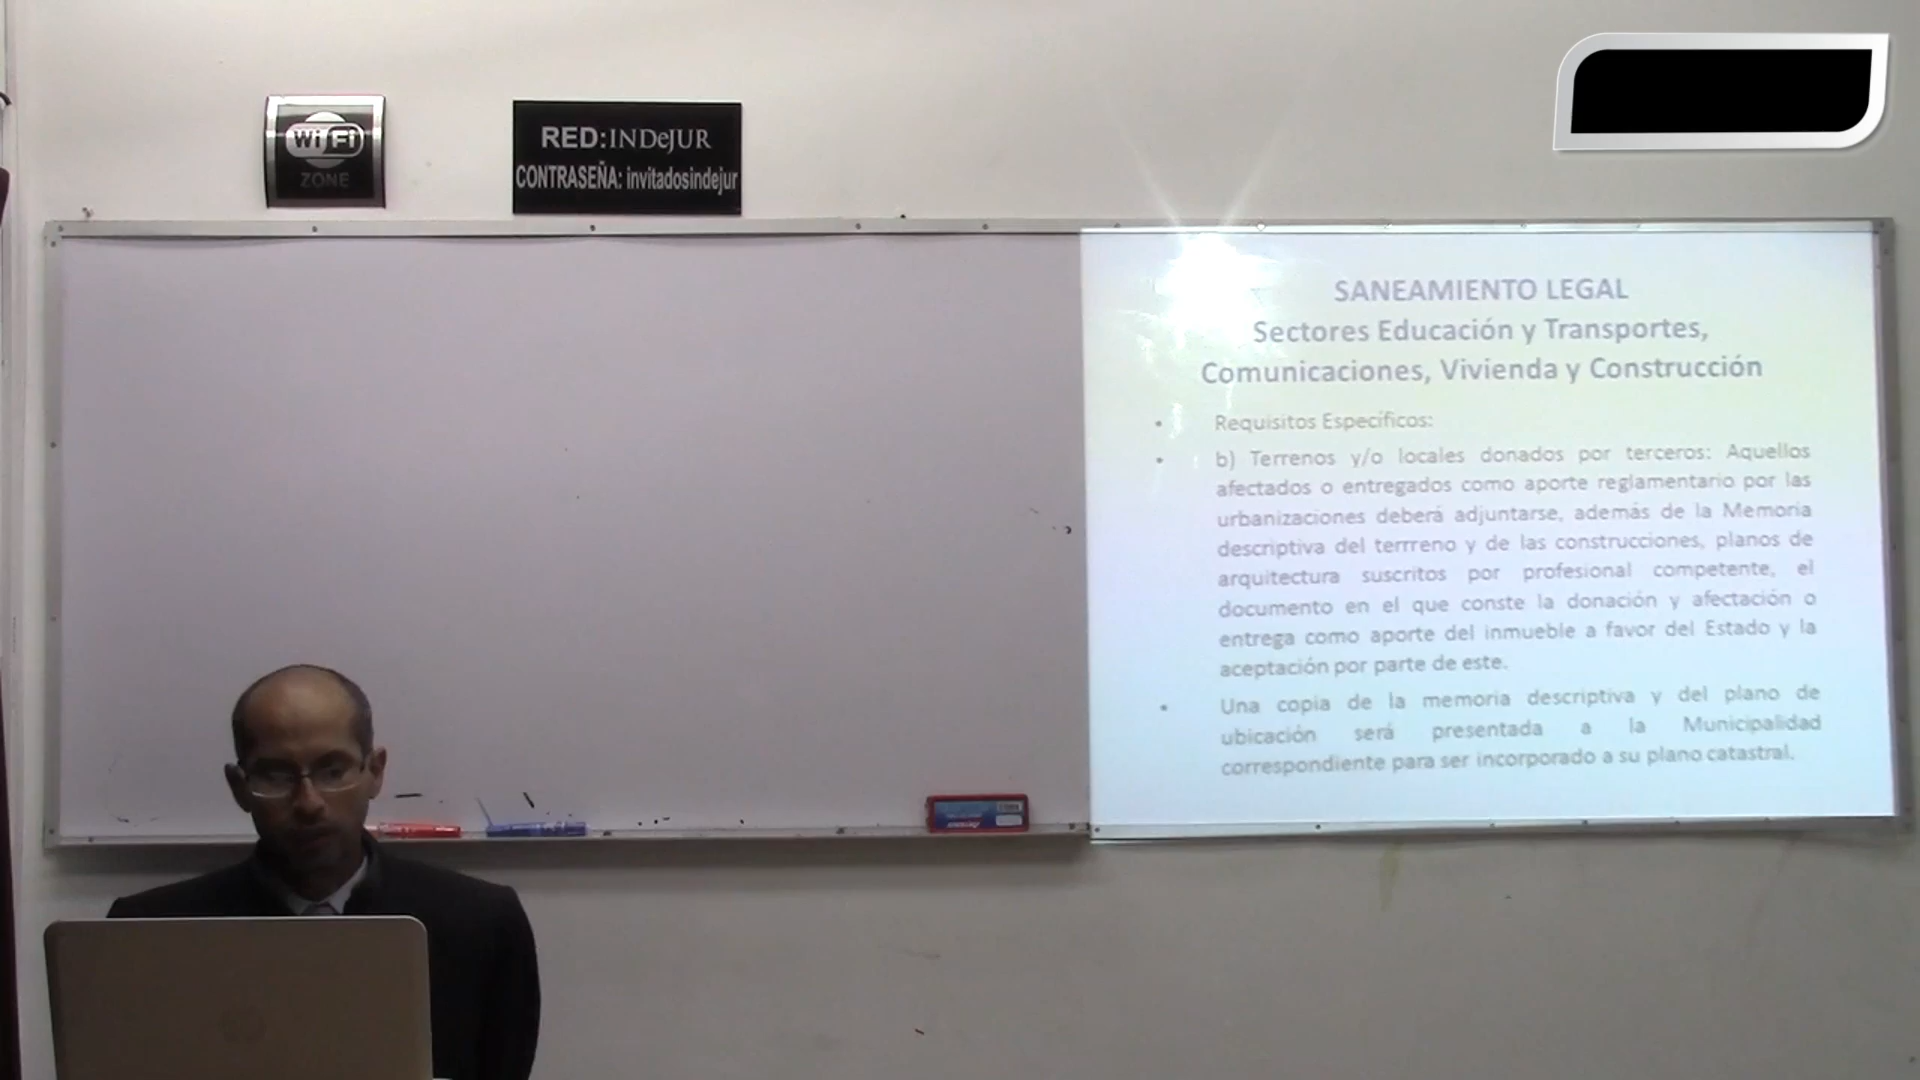 WiFi
ZONE
RED:INDeJUR
CONTRASEÑA: invitadosindejur
SANEAMIENTO LEGAL
Sectores Educación y Transportes,
Comunicaciones, Vivienda y Construcción
• Requisitos Específicos:
• b) Terrenos y/o locales donados por terceros: Aquellos
afectados o entregados como aporte reglamentario por las
urbanizaciones deberá adjuntarse, además de la Memoria
descriptiva del terrreno y de las construcciones, planos de
arquitectura suscritos por profesional competente, el
documento en el que conste la donación y afectación o
entrega como aporte del inmueble a favor del Estado y la
aceptación por parte de este.
• Una copia de la memoria descriptiva y del plano de
ubicación será presentada a la Municipalidad
correspondiente para ser incorporado a su plano catastral.